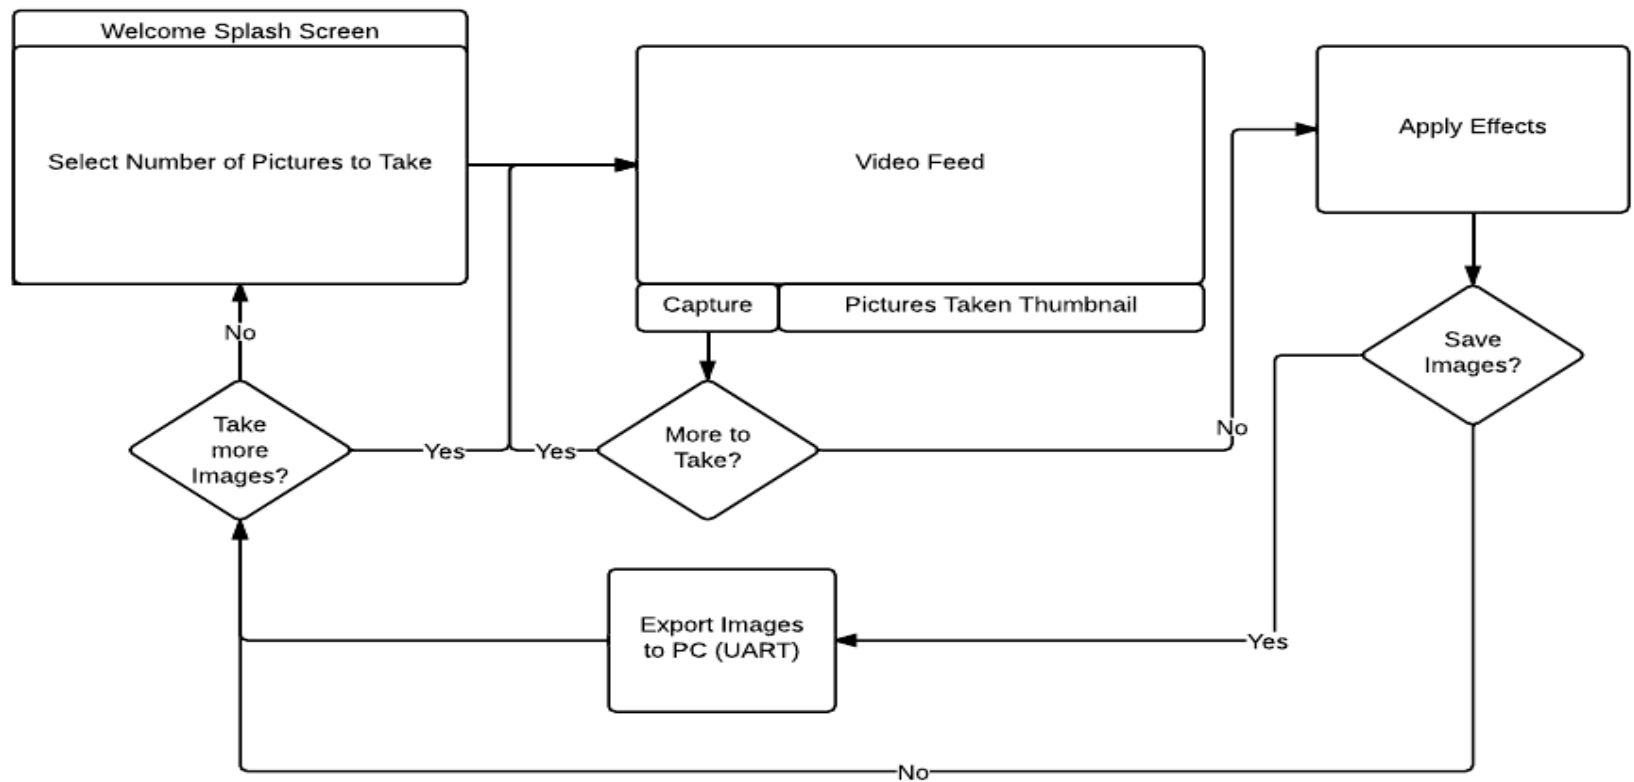 Welcome Splash Screen
Select Number of Pictures to Take
Video Feed
Apply Effects
Capture
Pictures Taken Thumbnail
No
Save
Images?
Take
more
Images?
Yes
Yes
More to
Take?
No
Export Images
to PC (UART)
Yes
No